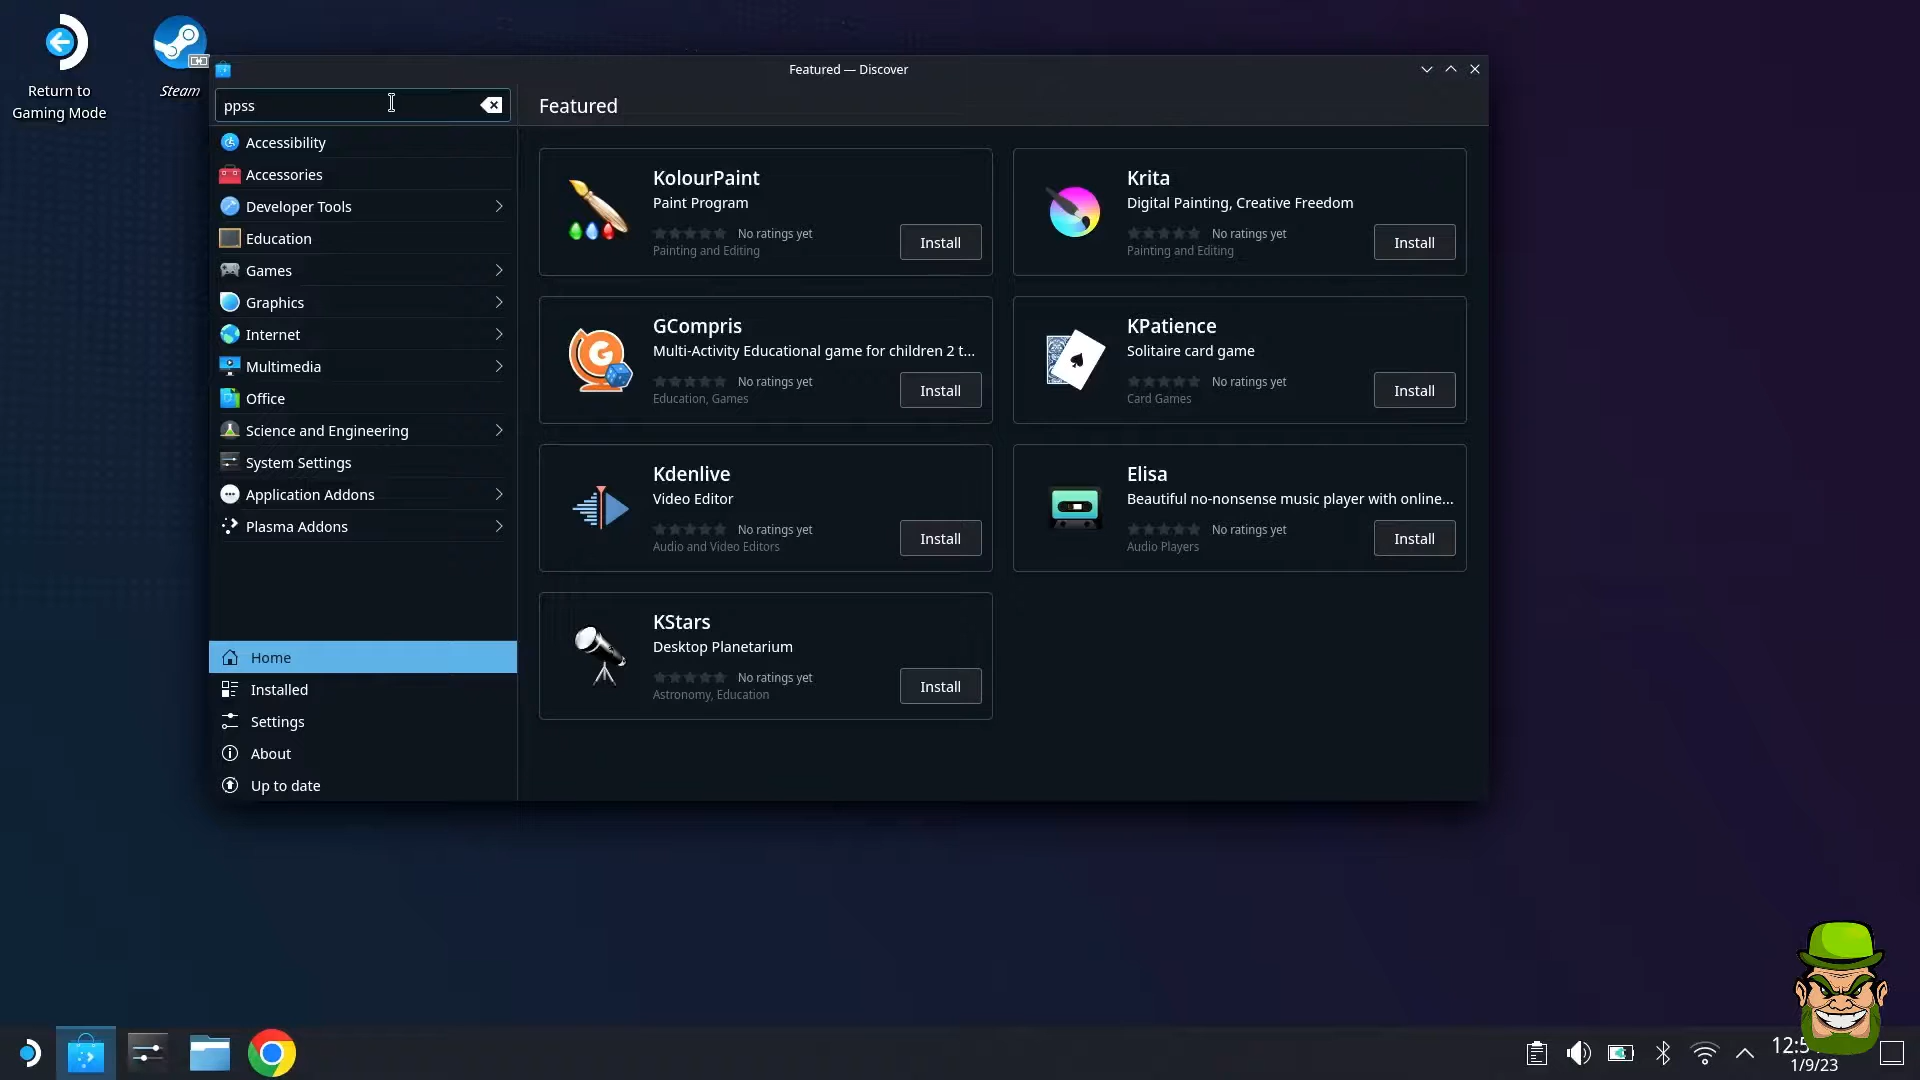 Return to
Gaming Mode
Steam
Featured — Discover
ppss
Featured
Accessibility
Accessories
Developer Tools
Education
Games
Graphics
Internet
Multimedia
Office
Science and Engineering
System Settings
Application Addons
Plasma Addons
Home
Installed
Settings
About
Up to date
KolourPaint
Paint Program
No ratings yet
Painting and Editing
Install
Krita
Digital Painting, Creative Freedom
No ratings yet
Painting and Editing
Install
GCompris
Multi-Activity Educational game for children 2 t...
No ratings yet
Education, Games
Install
KPatience
Solitaire card game
No ratings yet
Card Games
Install
Kdenlive
Video Editor
No ratings yet
Audio and Video Editors
Install
Elisa
Beautiful no-nonsense music player with online...
No ratings yet
Audio Players
Install
KStars
Desktop Planetarium
No ratings yet
Astronomy, Education
Install
1/9/23